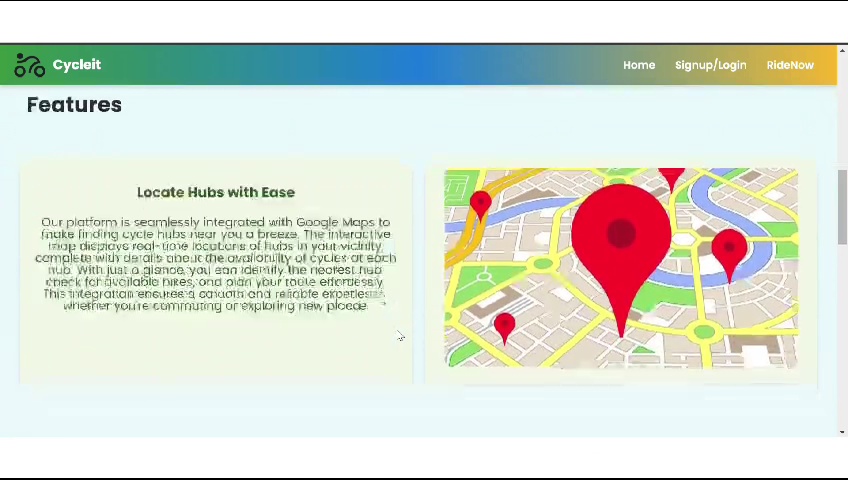 Cycleit
Home Signup/Login RideNow
Features
Locate Hubs with Ease
Our platform is seamlessly integrated with Google Maps to
make finding cycle hubs near you a breeze. The interactive
map displays real-time locations of hubs in your vicinity,
complete with details about the availability of cycles at each
hub. With just a glance, you can identify the nearest hub
check for available bikes, and plan your route effortlessly
This integration ensures a smooth and reliable
whether you're commuting or exploring new